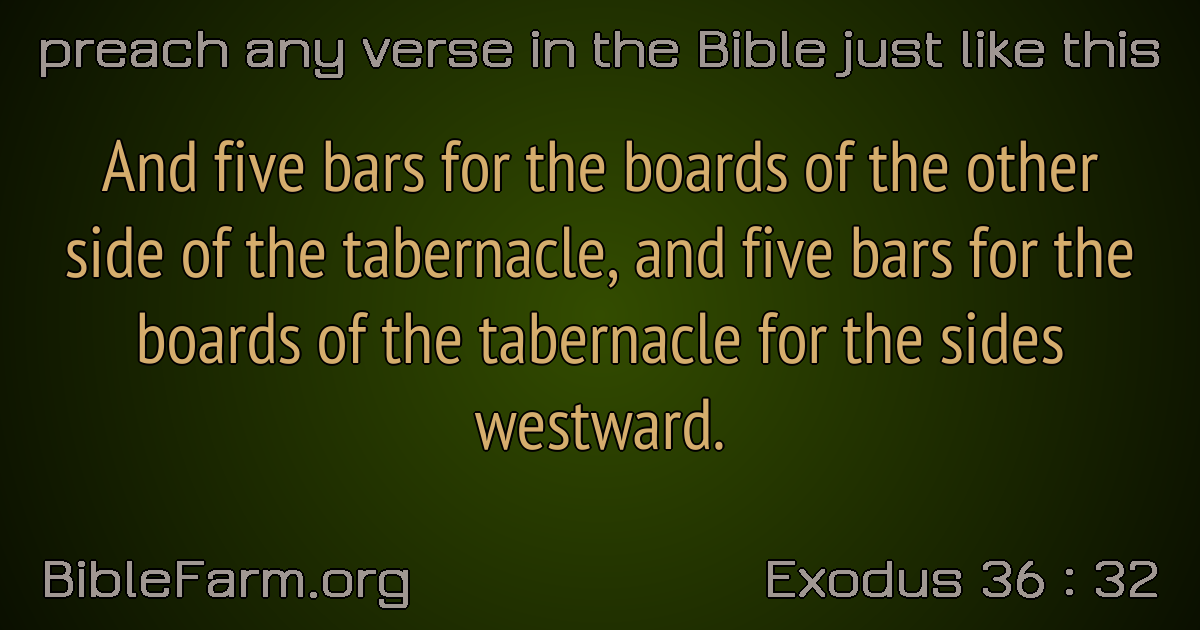 preach any verse in the Bible just like this
And five bars for the boards of the other
side of the tabernacle, and five bars for the
boards of the tabernacle for the sides
westward.
BibleFarm.org
Exodus 36 : 32